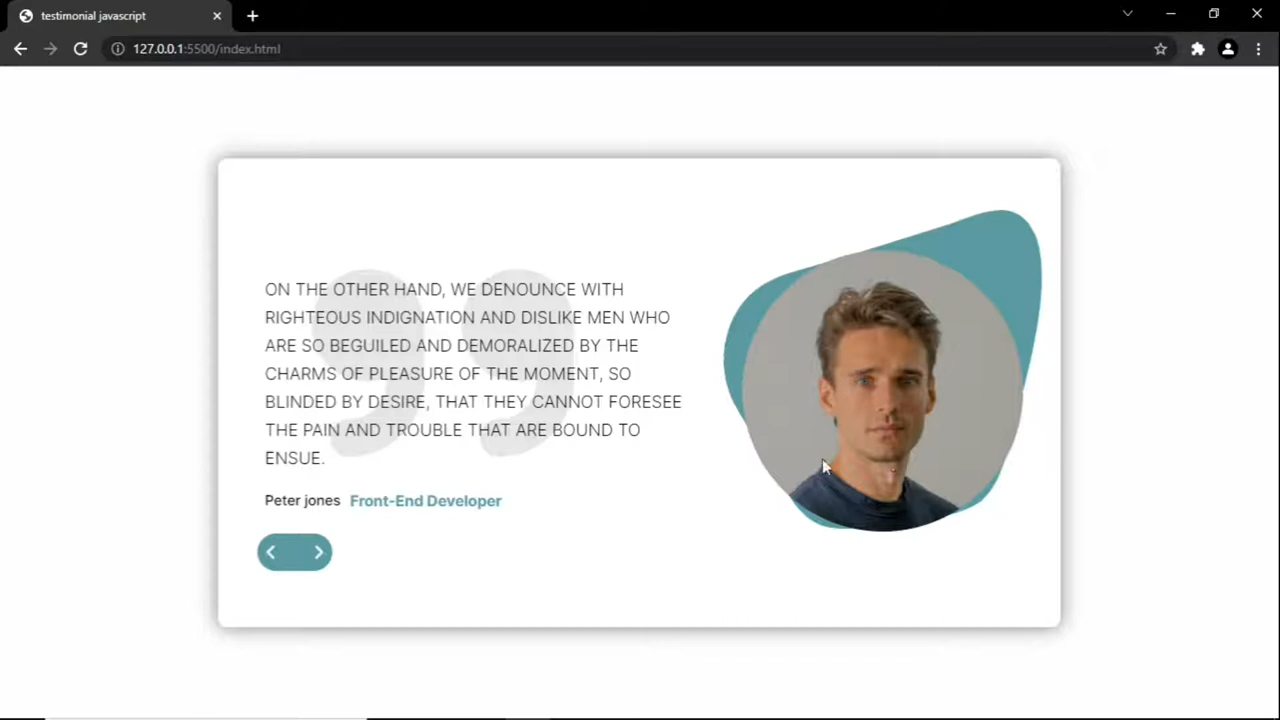 testimonial javascript
127.0.0.1:5500/index.html
ON THE OTHER HAND, WE DENOUNCE WITH
RIGHTEOUS INDIGNATION AND DISLIKE MEN WHO
ARE SO BEGUILED AND DEMORALIZED BY THE
CHARMS OF PLEASURE OF THE MOMENT, SO
BLINDED BY DESIRE, THAT THEY CANNOT FORESEE
THE PAIN AND TROUBLE THAT ARE BOUND TO
ENSUE.
Peter jones Front-End Developer